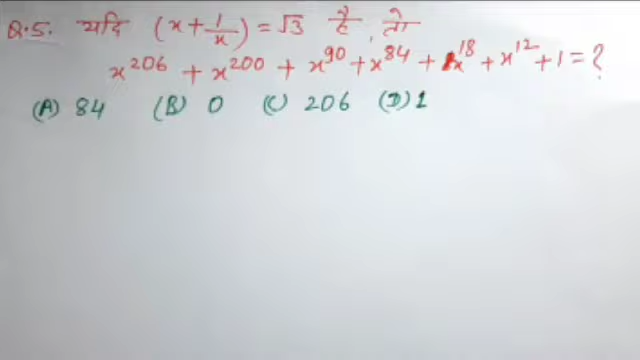 Q.5. यदि (x + 1/x) = √3 है, तो
x^206 + x^200 + x^90 + x^84 + x^18 + x^12 + 1 = ?
(A) 84 (B) 0 (C) 206 (D) 1